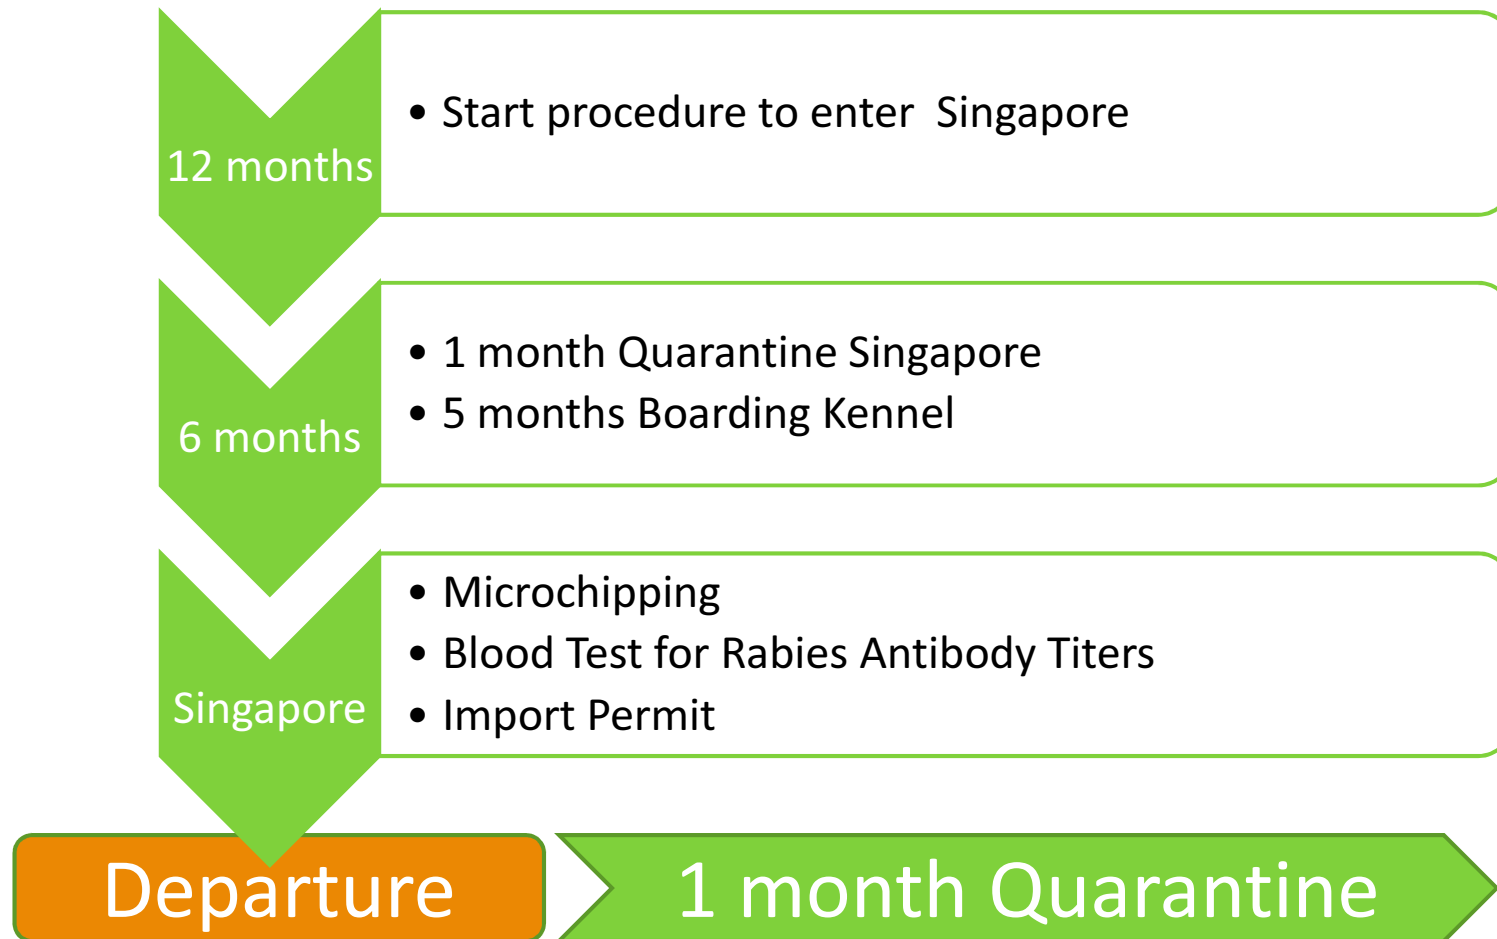 12 months
• Start procedure to enter  Singapore
6 months
• 1 month Quarantine Singapore
• 5 months Boarding Kennel
Singapore
• Microchipping
• Blood Test for Rabies Antibody Titers
• Import Permit
Departure
1 month Quarantine